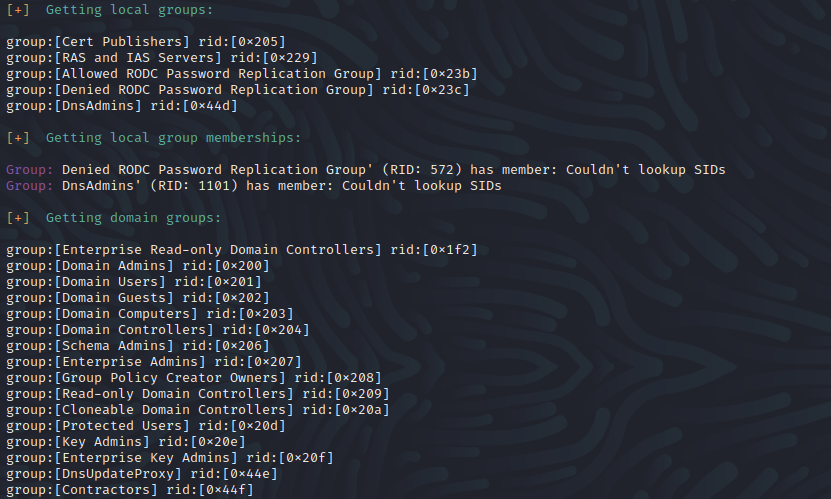 [+]  Getting local groups:
group:[Cert Publishers] rid:[0×205]
group:[RAS and IAS Servers] rid:[0×229]
group:[Allowed RODC Password Replication Group] rid:[0×23b]
group:[Denied RODC Password Replication Group] rid:[0×23c]
group:[DnsAdmins] rid:[0×44d]
[+]  Getting local group memberships:
Group: Denied RODC Password Replication Group' (RID: 572) has member: Couldn't lookup SIDs
Group: DnsAdmins' (RID: 1101) has member: Couldn't lookup SIDs
[+]  Getting domain groups:
group:[Enterprise Read-only Domain Controllers] rid:[0×1f2]
group:[Domain Admins] rid:[0×200]
group:[Domain Users] rid:[0×201]
group:[Domain Guests] rid:[0×202]
group:[Domain Computers] rid:[0×203]
group:[Domain Controllers] rid:[0×204]
group:[Schema Admins] rid:[0×206]
group:[Enterprise Admins] rid:[0×207]
group:[Group Policy Creator Owners] rid:[0×208]
group:[Read-only Domain Controllers] rid:[0×209]
group:[Cloneable Domain Controllers] rid:[0×20a]
group:[Protected Users] rid:[0×20d]
group:[Key Admins] rid:[0×20e]
group:[Enterprise Key Admins] rid:[0×20f]
group:[DnsUpdateProxy] rid:[0×44e]
group:[Contractors] rid:[0×44f]